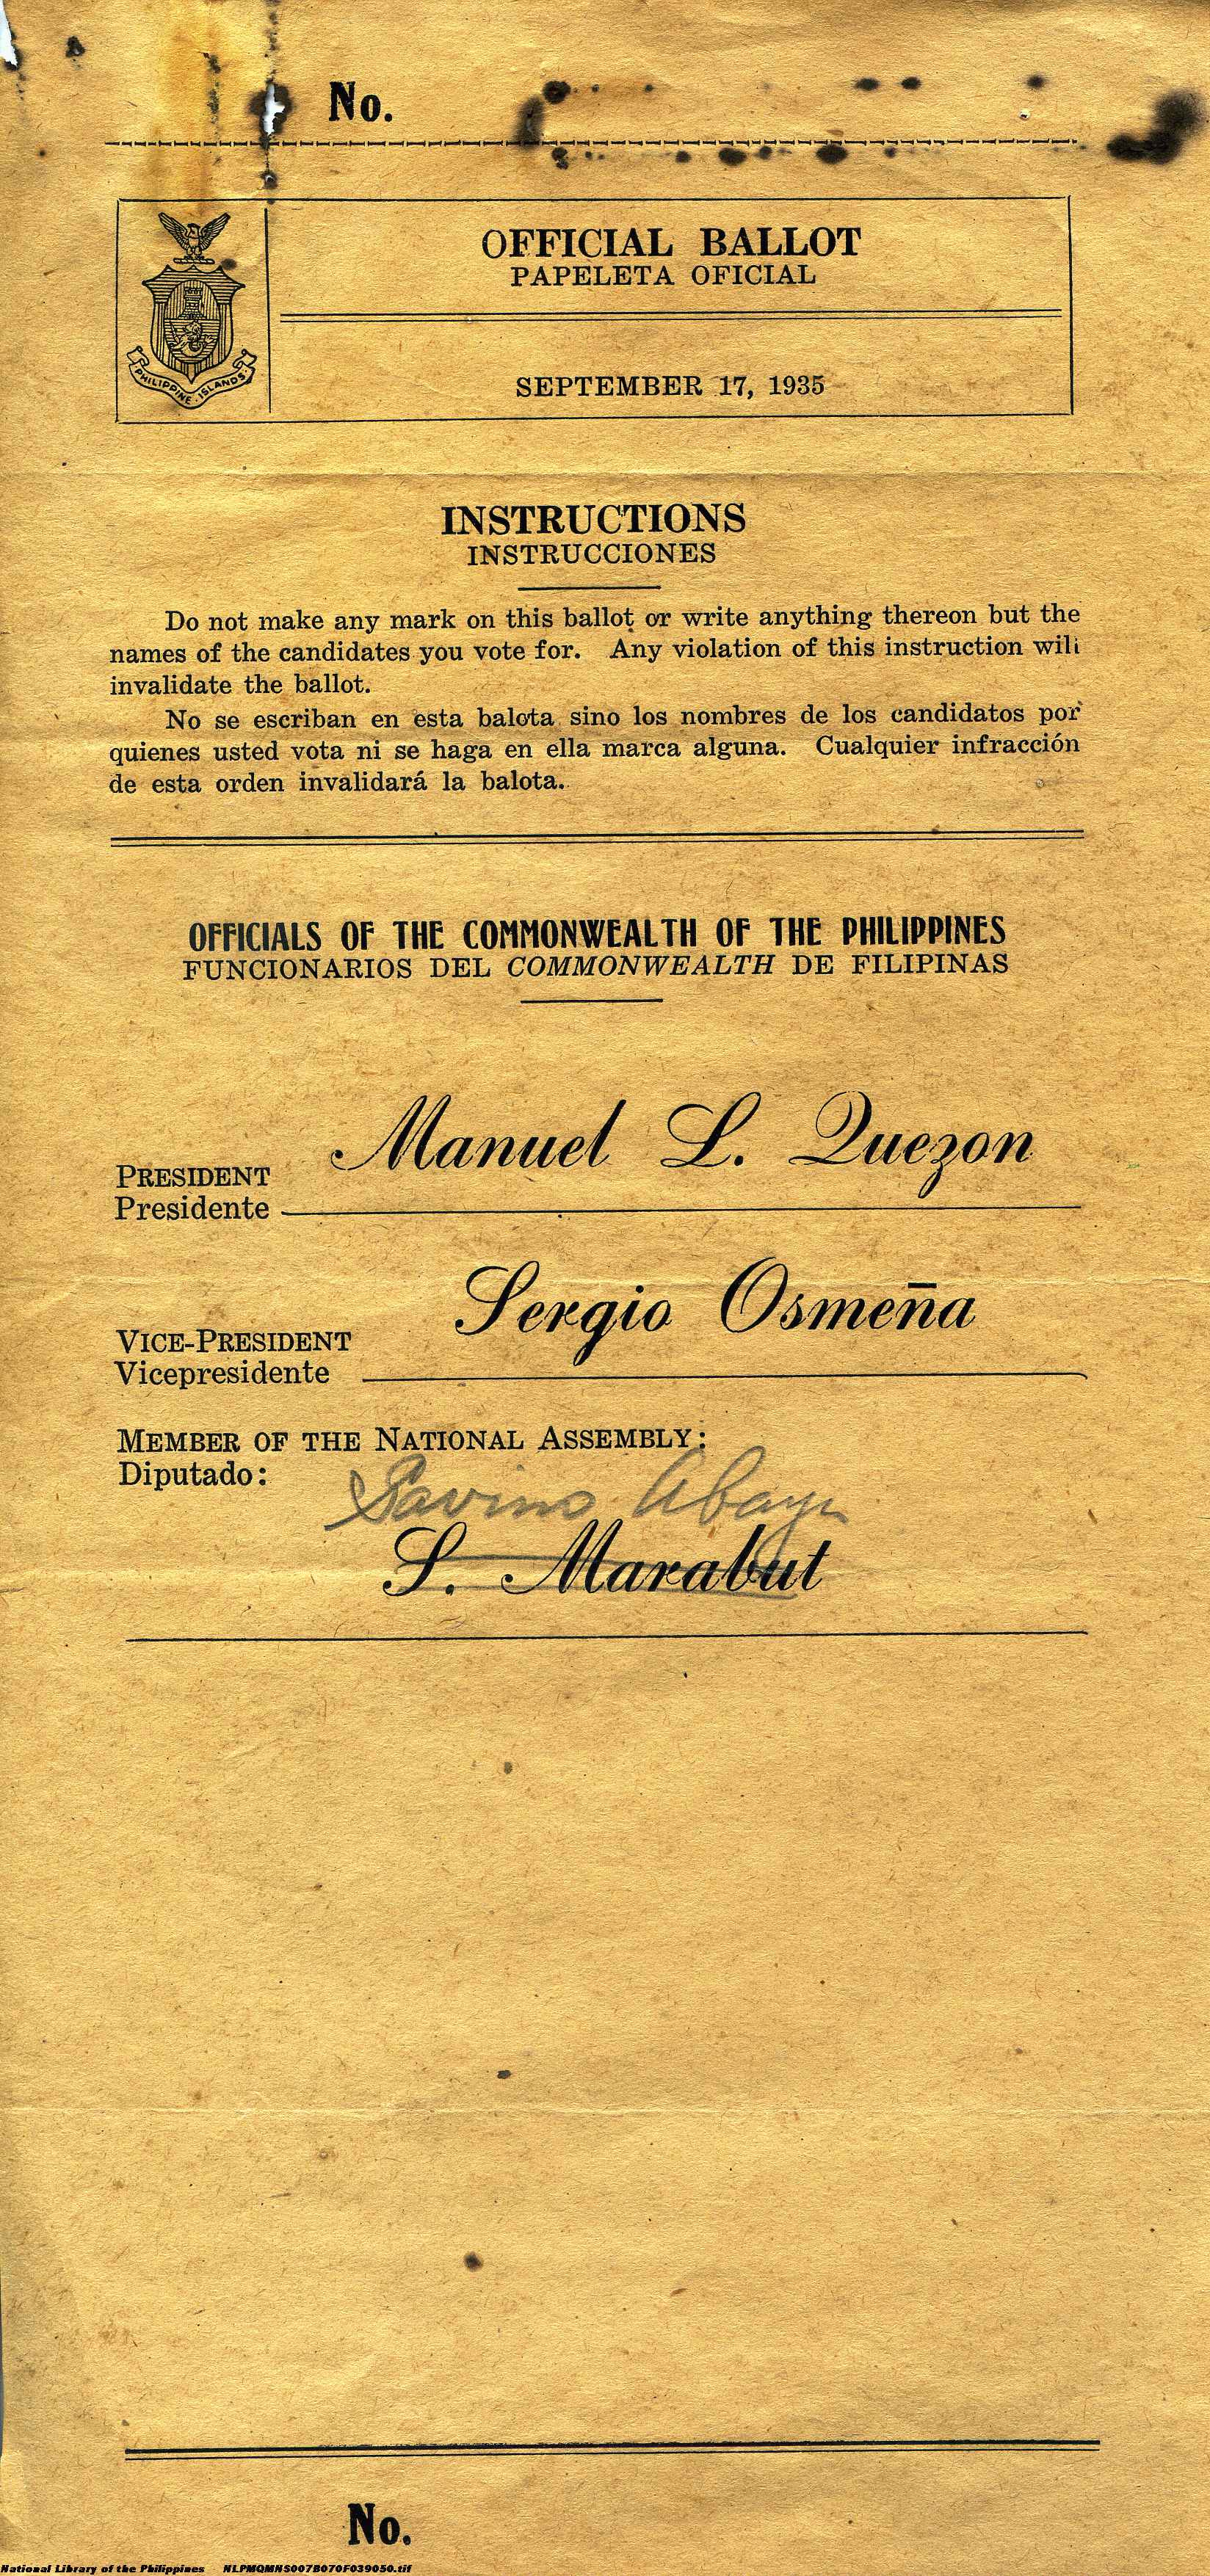 No.
OFFICIAL BALLOT
PAPELETA OFICIAL
PHILIPPINE ISLANDS
SEPTEMBER 17, 1935
INSTRUCTIONS
INSTRUCCIONES
Do not make any mark on this ballot or write anything thereon but the
names of the candidates you vote for. Any violation of this instruction will
invalidate the ballot.
No se escriban en esta balota sino los nombres de los candidatos por
quienes usted vota ni se haga en ella marca alguna. Cualquier infracción
de esta orden invalidará la balota.
OFFICIALS OF THE COMMONWEALTH OF THE PHILIPPINES
FUNCIONARIOS DEL COMMONWEALTH DE FILIPINAS
Manuel L. Quezon
PRESIDENT
Presidente
Sergio Osmeña
VICE-PRESIDENT
Vicepresidente
MEMBER OF THE NATIONAL ASSEMBLY:
Diputado:
Savino Abaya
S. Marabut
No.
National Library of the Philippines NLPMQMNS007B070F039050.tif